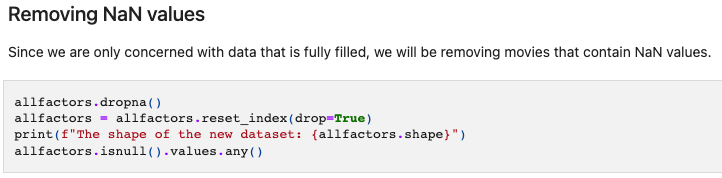 Removing NaN values
Since we are only concerned with data that is fully filled, we will be removing movies that contain NaN values.
allfactors.dropna()
allfactors = allfactors.reset_index(drop=True)
print(f"The shape of the new dataset: {allfactors.shape}")
allfactors.isnull().values.any()